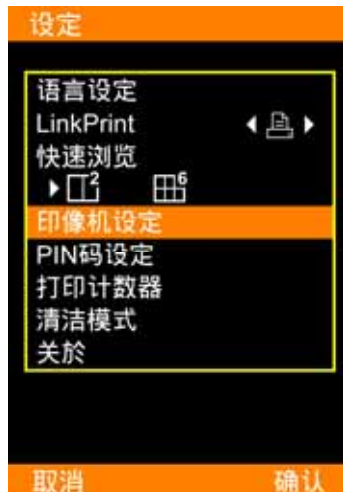 设定
语言设定
LinkPrint
快速浏览
2 6
印像机设定
PIN码设定
打印计数器
清洁模式
关於
取消 确认